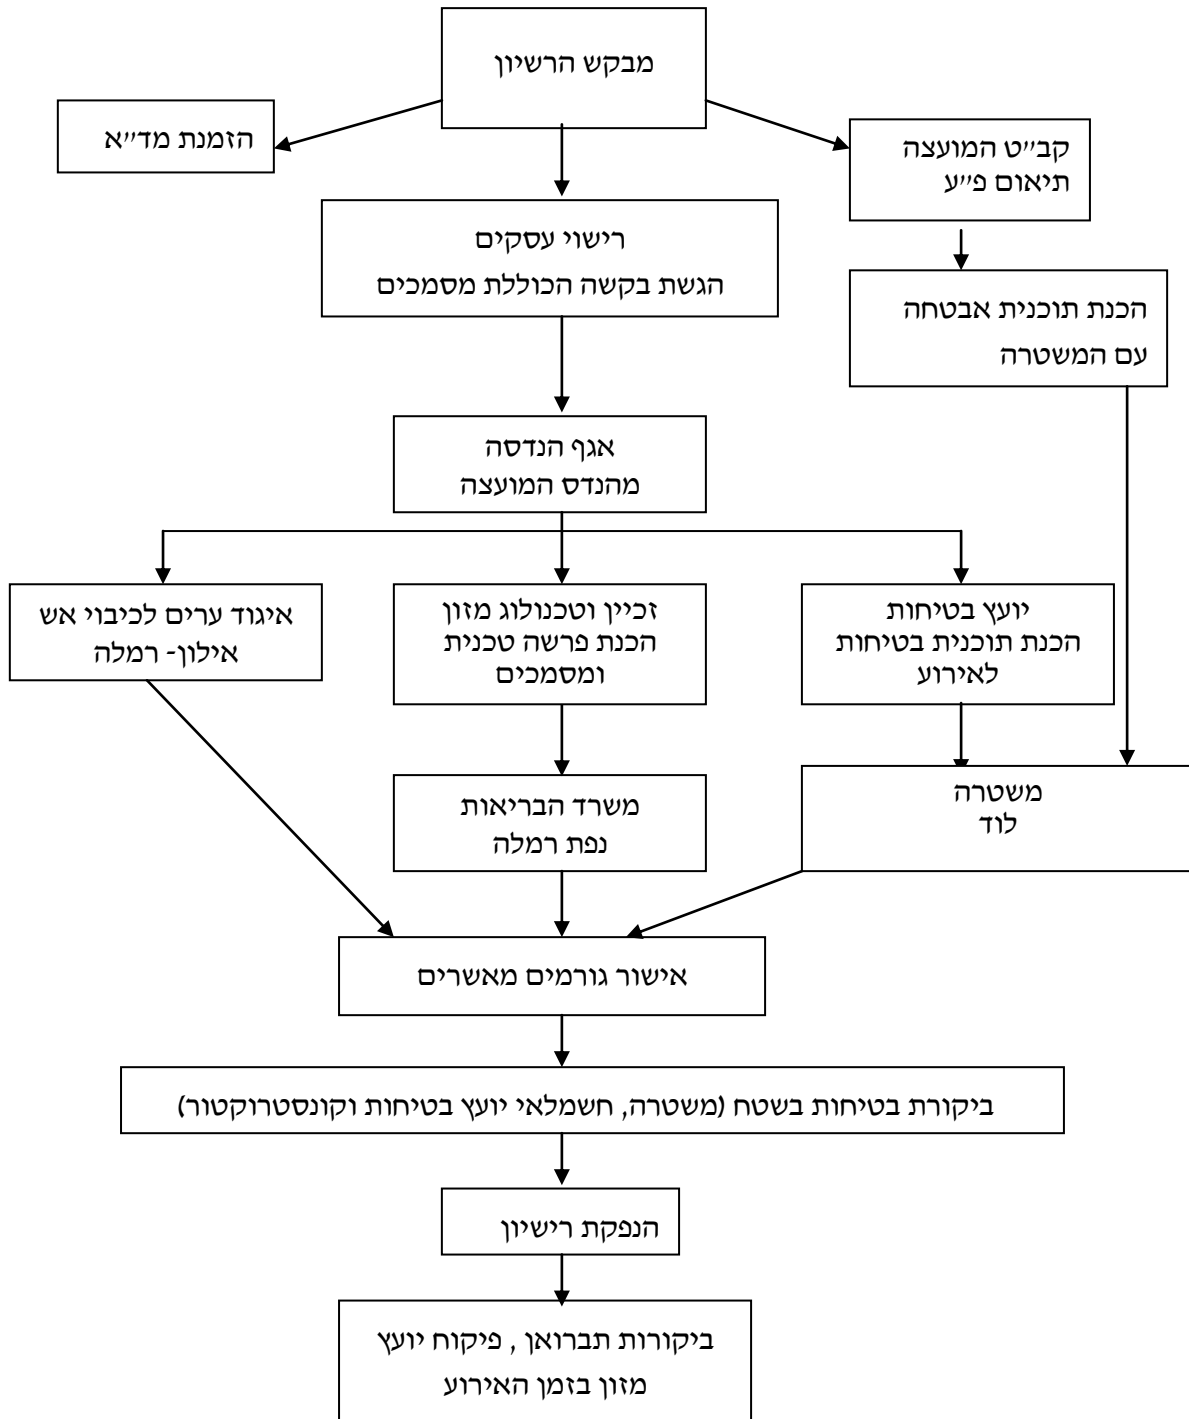 מבקש הרשיון
הזמנת מד״א
קב״ט המועצה
תיאום פ״ע
רישוי עסקים
הגשת בקשה הכוללת מסמכים
הכנת תוכנית אבטחה
עם המשטרה
אגף הנדסה
מהנדס המועצה
יועץ בטיחות
הכנת תוכנית בטיחות
לאירוע
זכיין וטכנולוג מזון
הכנת פרשה טכנית
ומסמכים
איגוד ערים לכיבוי אש
אילון- רמלה
משטרה
לוד
משרד הבריאות
נפת רמלה
אישור גורמים מאשרים
ביקורת בטיחות בשטח (משטרה, חשמלאי יועץ בטיחות וקונסטרוקטור)
הנפקת רישיון
ביקורות תברואן , פיקוח יועץ
מזון בזמן האירוע